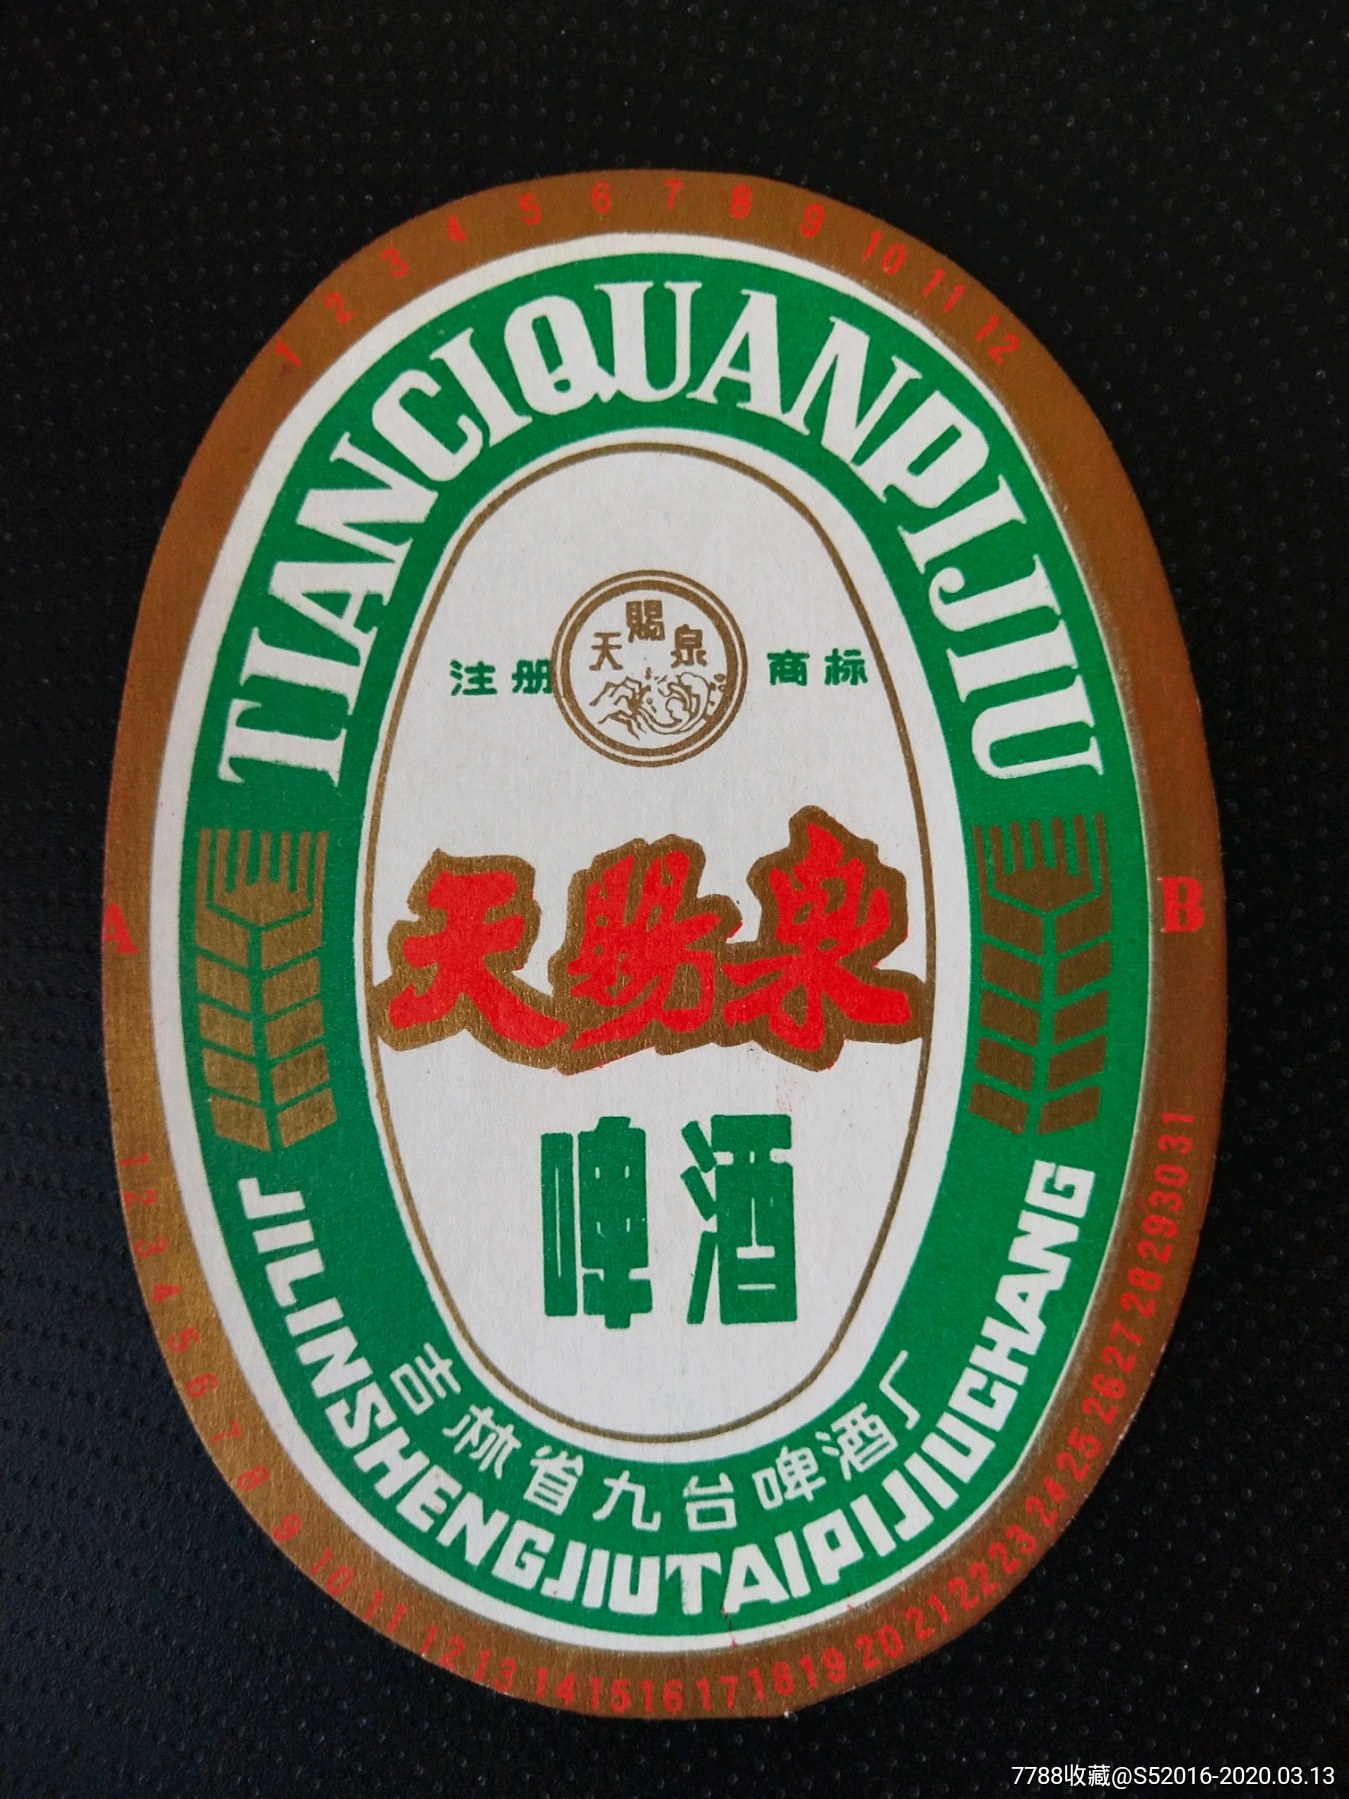 1 2 3 4 5 6 7 8 9 10 11 12
TIANCIQUANPIJIU
天賜泉
注册 商标
天賜泉
A B
啤酒
吉林省九台啤酒厂
JILINSHENGJIUTAIPIJIUCHANG
1 2 3 4 5 6 7 8 9 10 11 12 13 14 15 16 17 18 19 20 21 22 23 24 25 26 27 28 29 30 31
7788收藏@S52016-2020.03.13